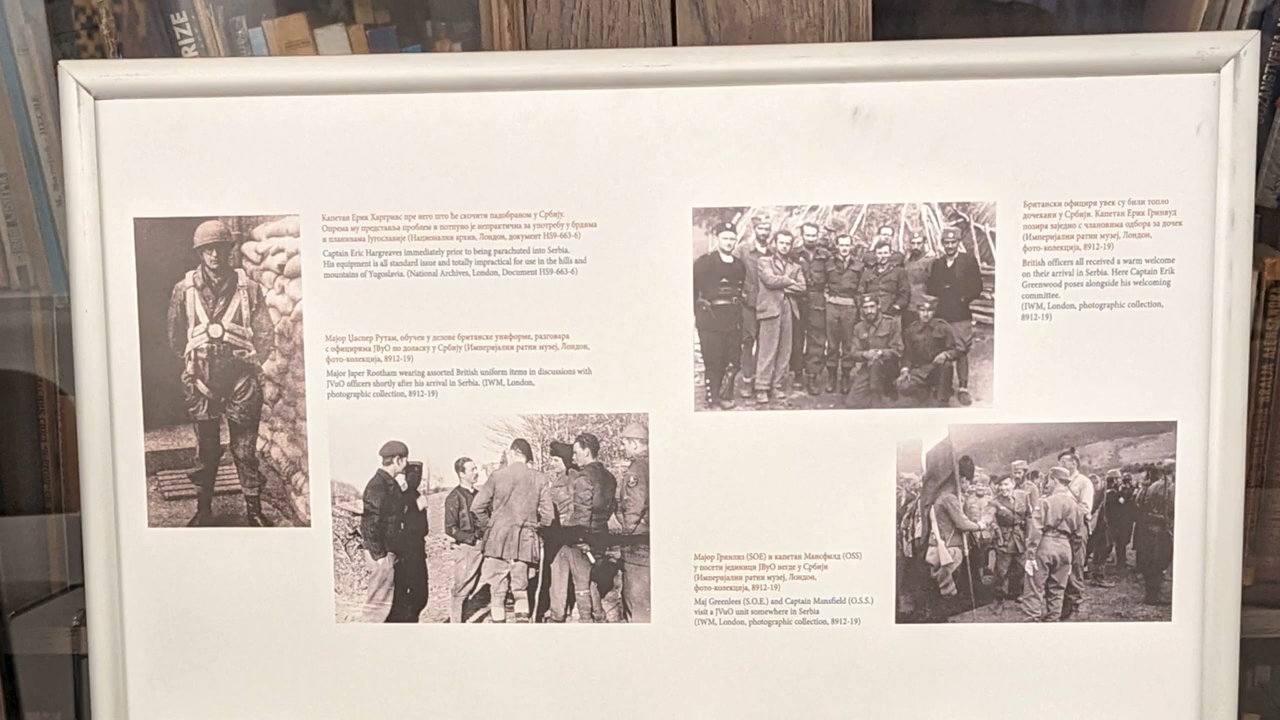 RIZE
Капетан Ерик Харгривс пре него што ће скочити падобраном у Србију.
Опрема му представља проблем и потпуно је непрактична за употребу у брдима
и планинама Југославије (Национални архив, Лондон, документ HS9-663-6)
Captain Eric Hargreaves immediately prior to being parachuted into Serbia.
His equipment is all standard issue and totally impractical for use in the hills and
mountains of Yugoslavia. (National Archives, London, Document HS9-663-6)
Мајор Џаспер Рутам, обучен у делове британске униформе, разговара
с официрима ЈВуО по доласку у Србију (Империјални ратни музеј, Лондон,
фото-колекција, 8912-19)
Major Japer Rootham wearing assorted British uniform items in discussions with
JVuO officers shortly after his arrival in Serbia. (IWM, London,
photographic collection, 8912-19)
Британски официри увек су били топло
дочекани у Србији. Капетан Ерик Гринвуд
позира заједно с члановима одбора за дочек
(Империјални ратни музеј, Лондон,
фото-колекција, 8912-19)
British officers all received a warm welcome
on their arrival in Serbia. Here Captain Erik
Greenwood poses alongside his welcoming
committee.
(IWM, London, photographic collection,
8912-19)
Мајор Гринлиз (SOE) и капетан Мансфилд (OSS)
у посети јединици ЈВуО негде у Србији
(Империјални ратни музеј, Лондон,
фото-колекција, 8912-19)
Maj Greenlees (S.O.E.) and Captain Mansfield (O.S.S.)
visit a JVuO unit somewhere in Serbia
(IWM, London, photographic collection, 8912-19)